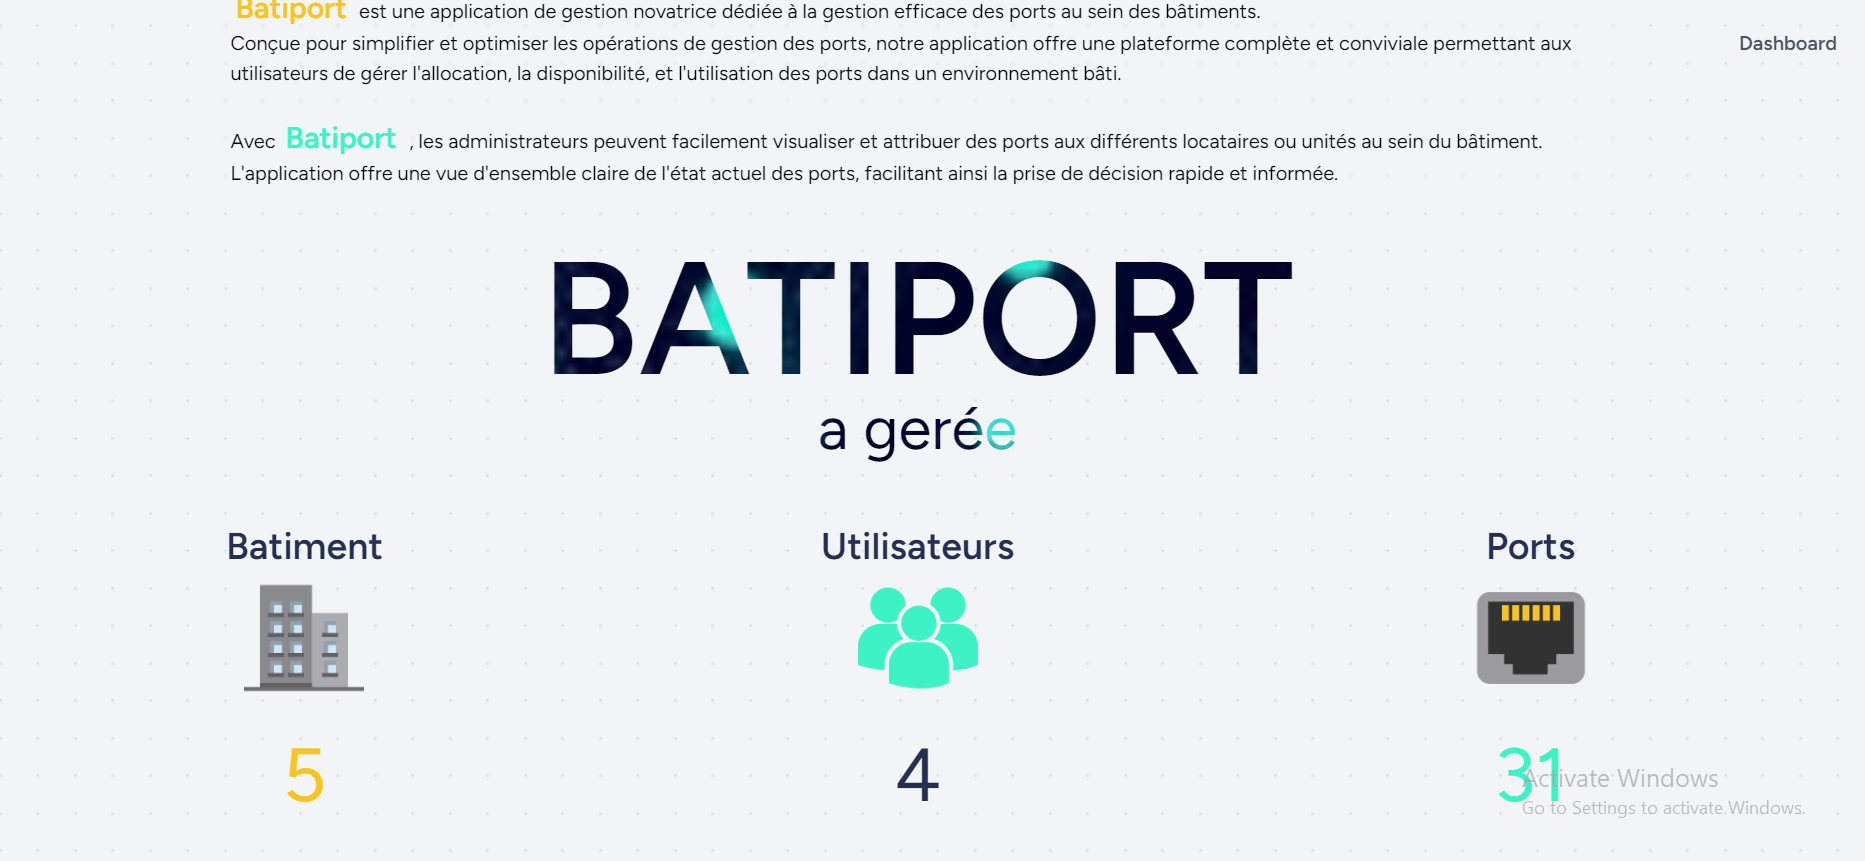 Batiport est une application de gestion novatrice dédiée à la gestion efficace des ports au sein des bâtiments.
Conçue pour simplifier et optimiser les opérations de gestion des ports, notre application offre une plateforme complète et conviviale permettant aux
Dashboard
utilisateurs de gérer l'allocation, la disponibilité, et l'utilisation des ports dans un environnement bâti.
Avec Batiport , les administrateurs peuvent facilement visualiser et attribuer des ports aux différents locataires ou unités au sein du bâtiment.
L'application offre une vue d'ensemble claire de l'état actuel des ports, facilitant ainsi la prise de décision rapide et informée.
BATIPORT
a gerée
Batiment
Utilisateurs
Ports
5
4
31
Activate Windows
Go to Settings to activate Windows.